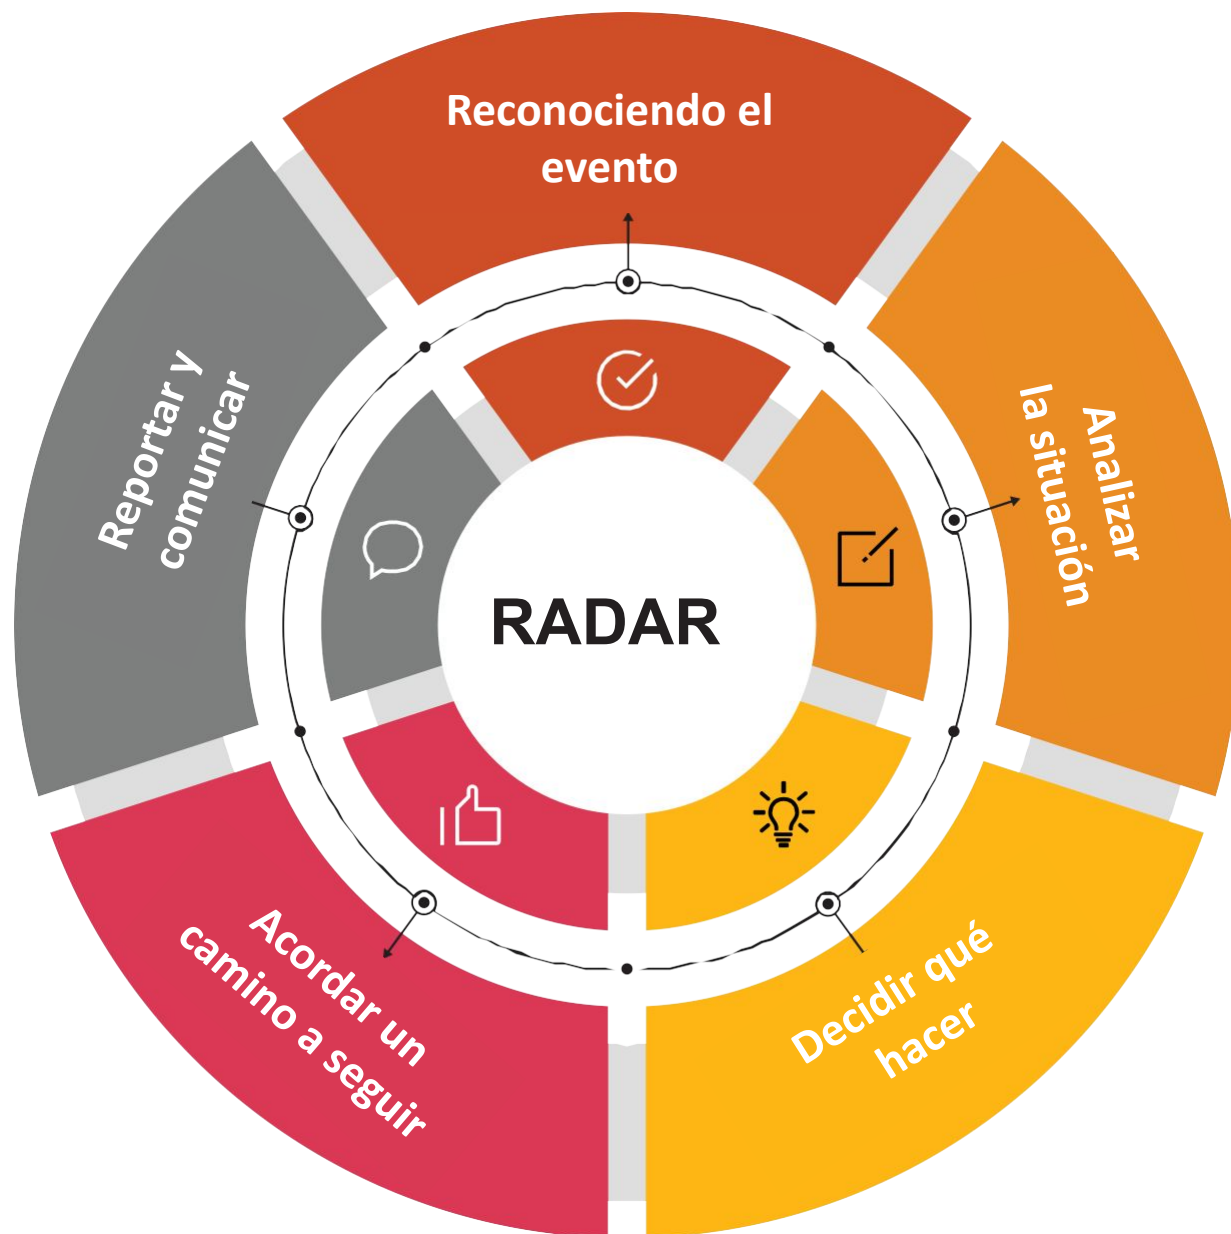 Reconociendo el
evento
Analizar
la situación
Decidir qué
hacer
Acordar un
camino a seguir
Reportar y
comunicar
RADAR